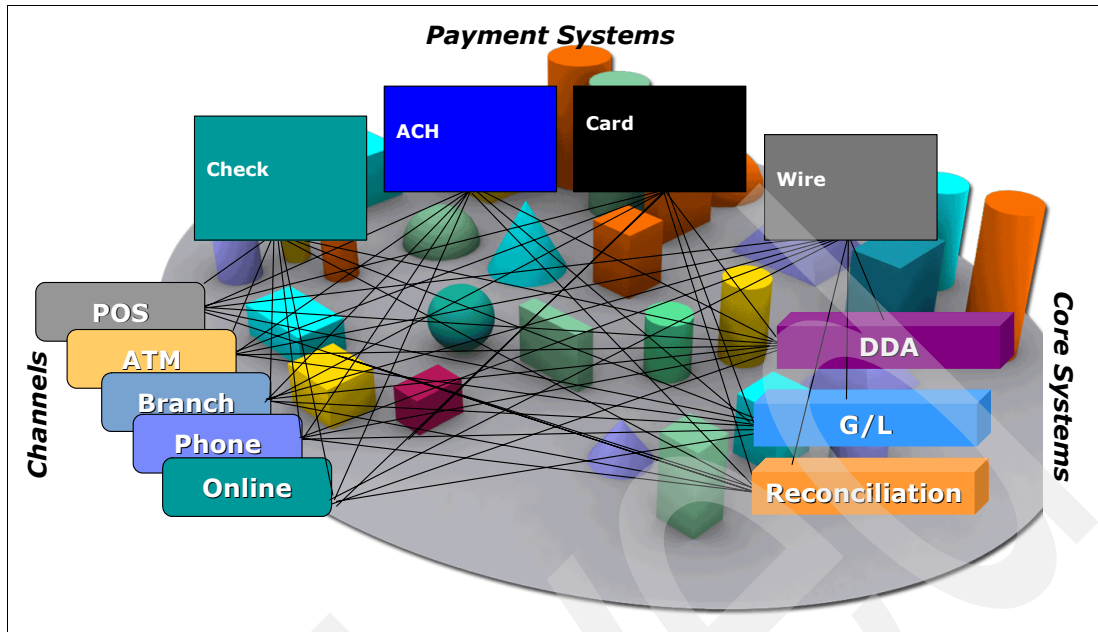 Payment Systems
Check
ACH
Card
Wire
Channels
POS
ATM
Branch
Phone
Online
Core Systems
DDA
G/L
Reconciliation